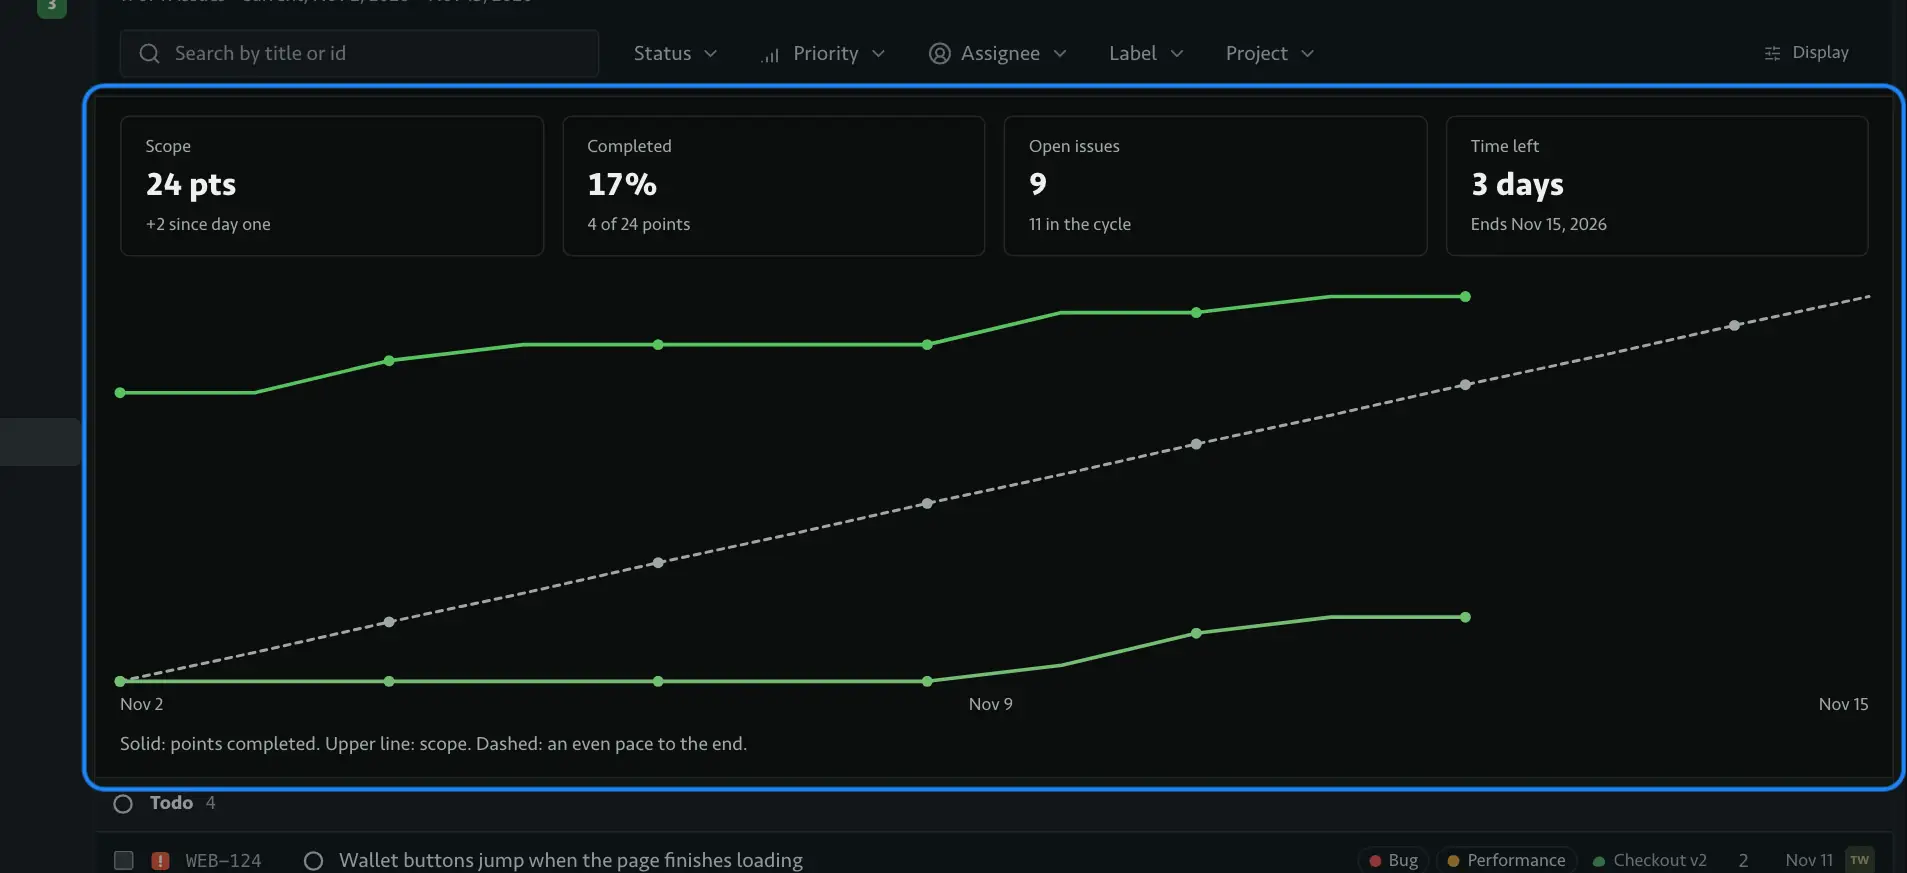 3
Search by title or id
Status
Priority
Assignee
Label
Project
Display
Scope
24 pts
+2 since day one
Completed
17%
4 of 24 points
Open issues
9
11 in the cycle
Time left
3 days
Ends Nov 15, 2026
Nov 2
Nov 9
Nov 15
Solid: points completed. Upper line: scope. Dashed: an even pace to the end.
Todo 4
WEB-124 Wallet buttons jump when the page finishes loading Bug Performance Checkout v2 2 Nov 11 TW